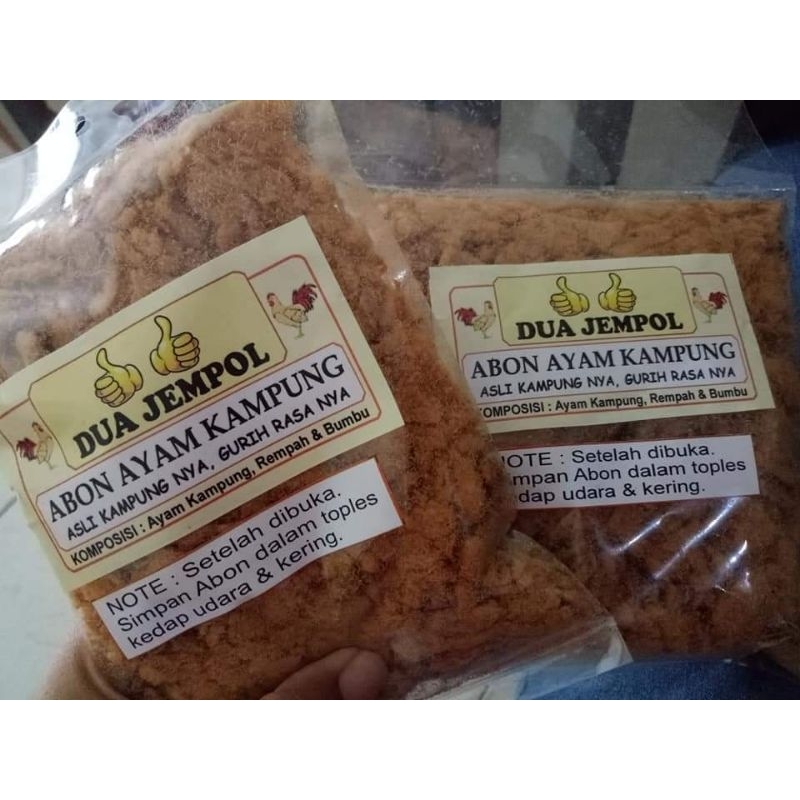 DUA JEMPOL
ABON AYAM KAMPUNG
ASLI KAMPUNG NYA, GURIH RASA NYA
KOMPOSISI : Ayam Kampung, Rempah & Bumbu
NOTE : Setelah dibuka.
Simpan Abon dalam toples
kedap udara & kering.
DUA JEMPOL
ABON AYAM KAMPUNG
ASLI KAMPUNG NYA, GURIH RASA NYA
KOMPOSISI : Ayam Kampung, Rempah & Bumbu
NOTE : Setelah dibuka.
mpan Abon dalam toples
dap udara & kering.